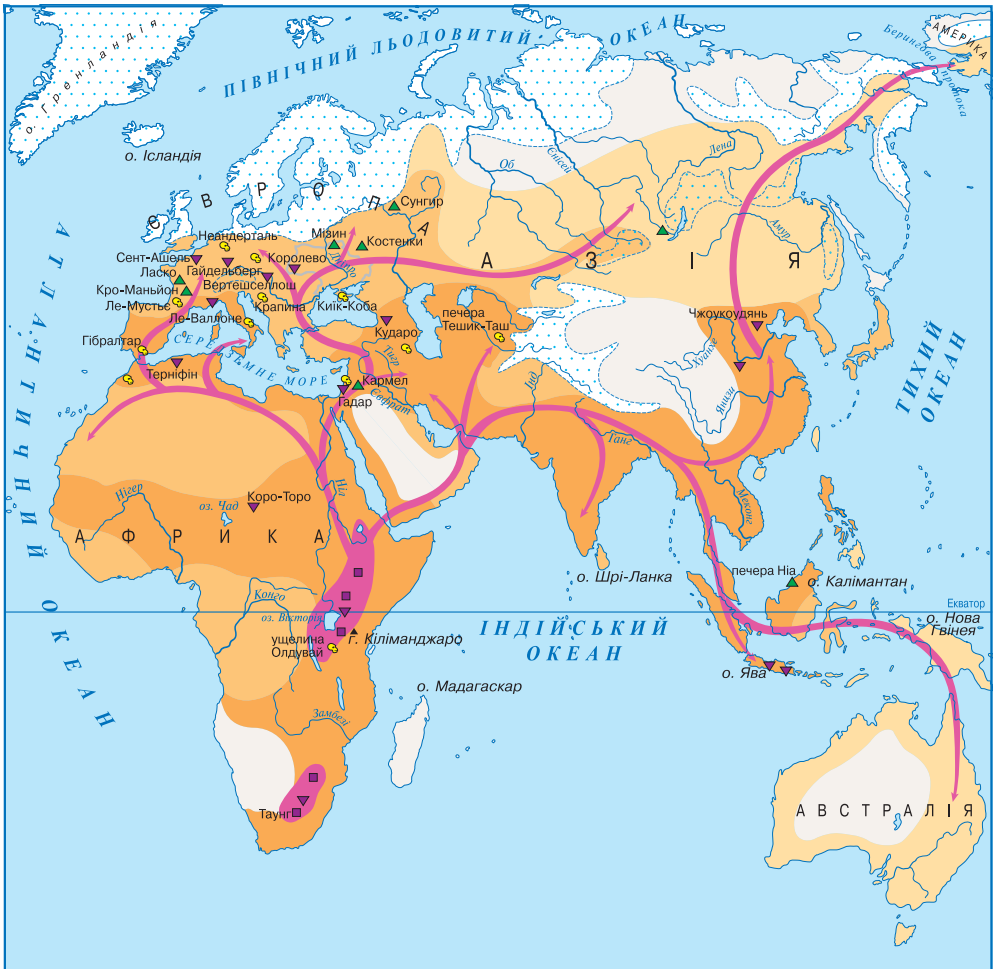 о. Гренландія
ПІВНІЧНИЙ ЛЬОДОВИТИЙ ОКЕАН
АМЕРИКА
Берингова протока
о. Ісландія
ЄВРОПА
Об
Єнісей
Лена
Сунгир
Неандерталь
Мізин
Костенки
Амур
Сент-Ашель
Гайдельберг
Королево
Дніпро
АЗІЯ
Ласко
Вертешселлош
Кро-Маньйон
Ле-Мустьє
Крапина
Киїк-Коба
печера
Тешик-Таш
Чжоукоудянь
Ле-Валлоне
Кударо
Гібралтар
СЕРЕДЗЕМНЕ МОРЕ
Тигр
Хуанхе
ТИХИЙ
ОКЕАН
Терніфін
Кармел
Гадар
Євфрат
Інд
Янцзи
Ганг
АТЛАНТИЧНИЙ ОКЕАН
Ніл
Нігер
оз. Чад
Коро-Торо
Меконг
АФРИКА
о. Шрі-Ланка
печера Ніа
о. Калімантан
Конго
Екватор
оз. Вікторія
о. Нова
Гвінея
ущелина
Олдувай
г. Кіліманджаро
ІНДІЙСЬКИЙ
ОКЕАН
о. Ява
о. Мадагаскар
Замбезі
Таунг
АВСТРАЛІЯ